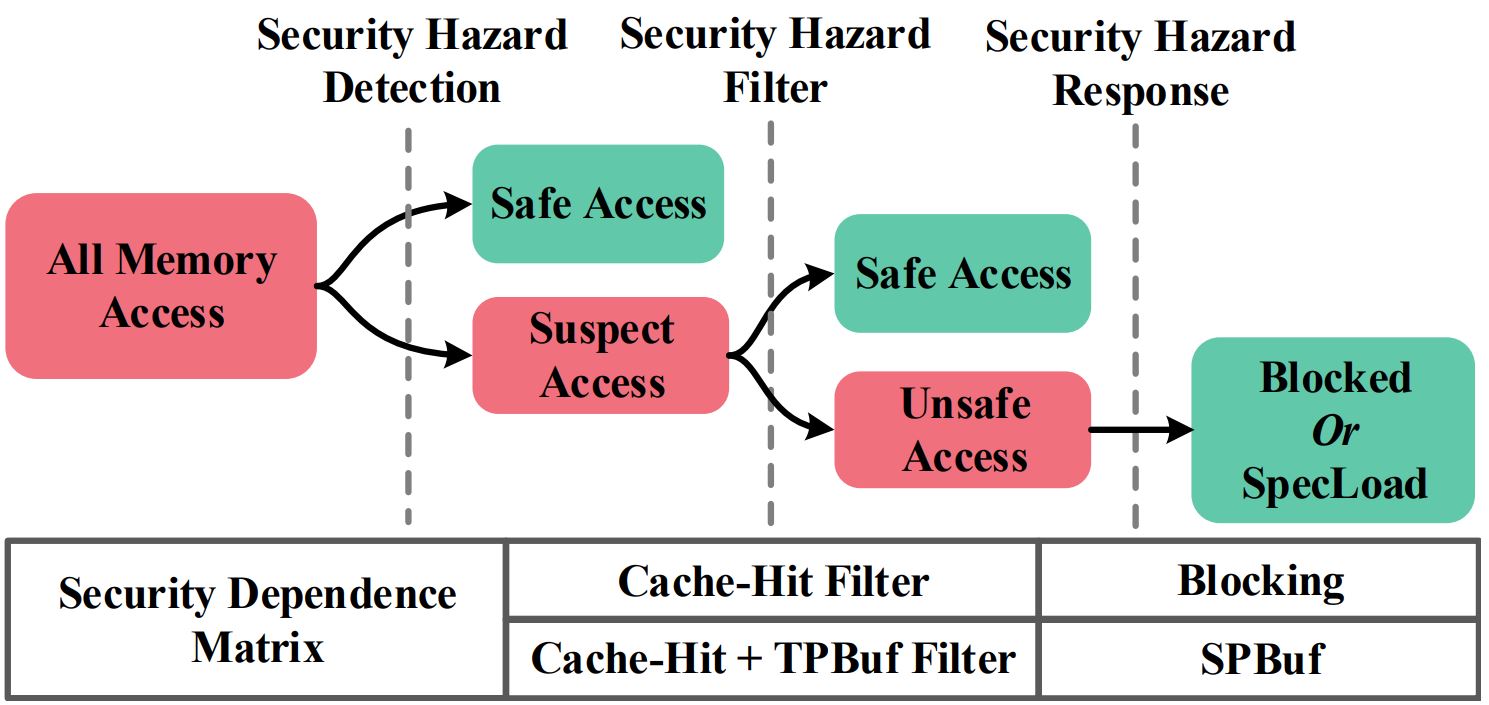 Security Hazard
Detection
Security Hazard
Filter
Security Hazard
Response
All Memory
Access
Safe Access
Suspect
Access
Safe Access
Unsafe
Access
Blocked
Or
SpecLoad
Security Dependence
Matrix
Cache-Hit Filter
Cache-Hit + TPBuf Filter
Blocking
SPBuf